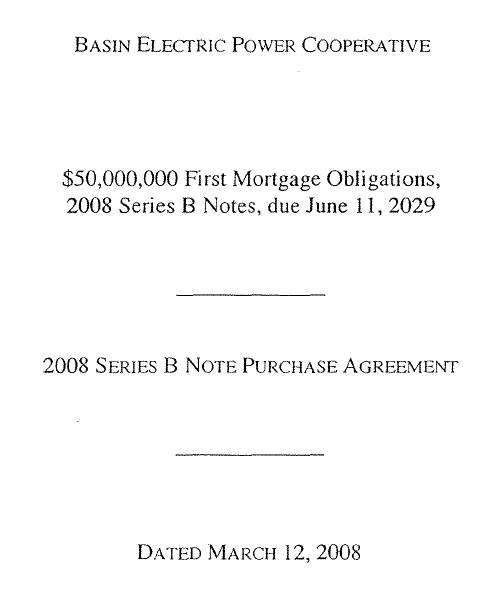 BASIN ELECTRIC POWER COOPERATIVE
$50,000,000 First Mortgage Obligations,
2008 Series B Notes, due June 11, 2029
2008 SERIES B NOTE PURCHASE AGREEMENT
DATED MARCH 12, 2008